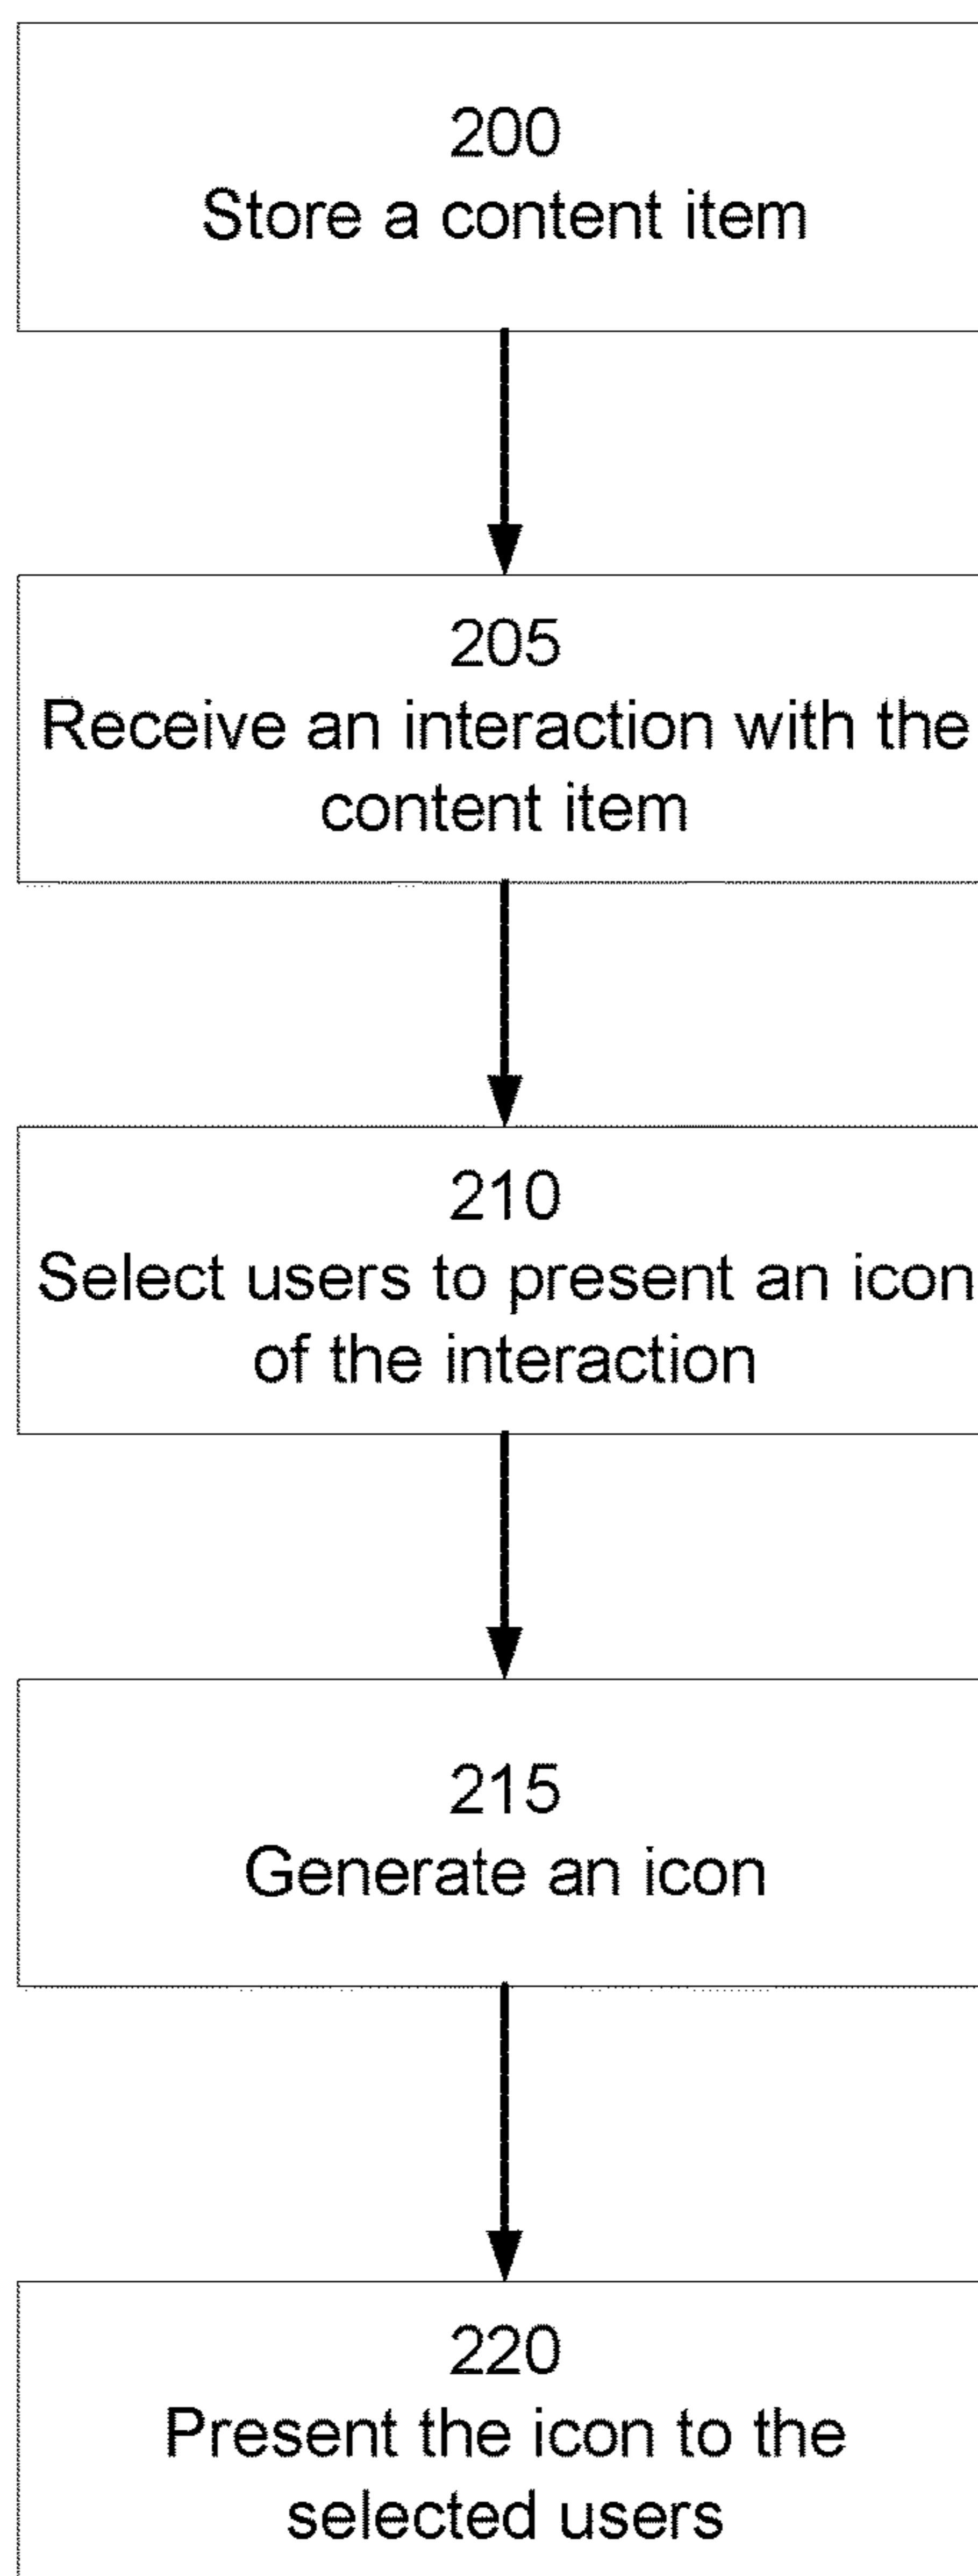 200
Store a content item
205
Receive an interaction with the
content item
210
Select users to present an icon
of the interaction
215
Generate an icon
220
Present the icon to the
selected users